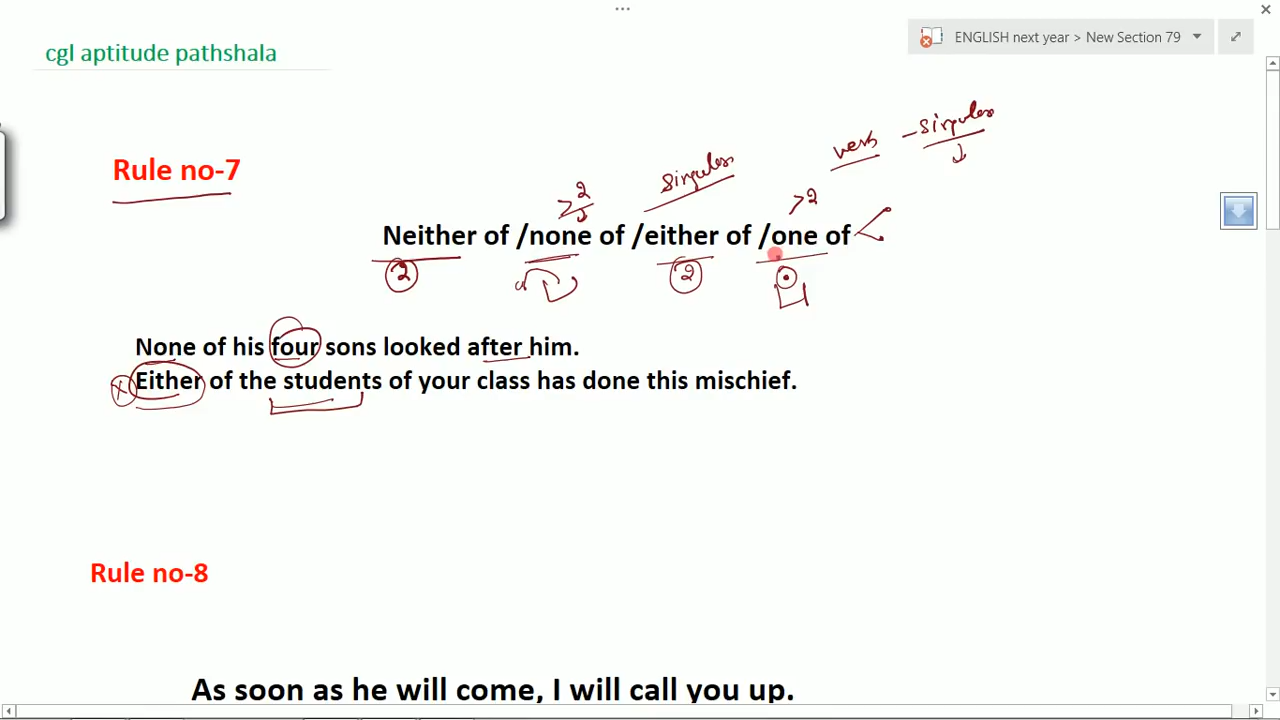 ENGLISH next year > New Section 79
cgl aptitude pathshala
verb - singular
Rule no-7
singular
>2
>2
Neither of /none of /either of /one of
2
2
None of his four sons looked after him.
Either of the students of your class has done this mischief.
Rule no-8
As soon as he will come, I will call you up.